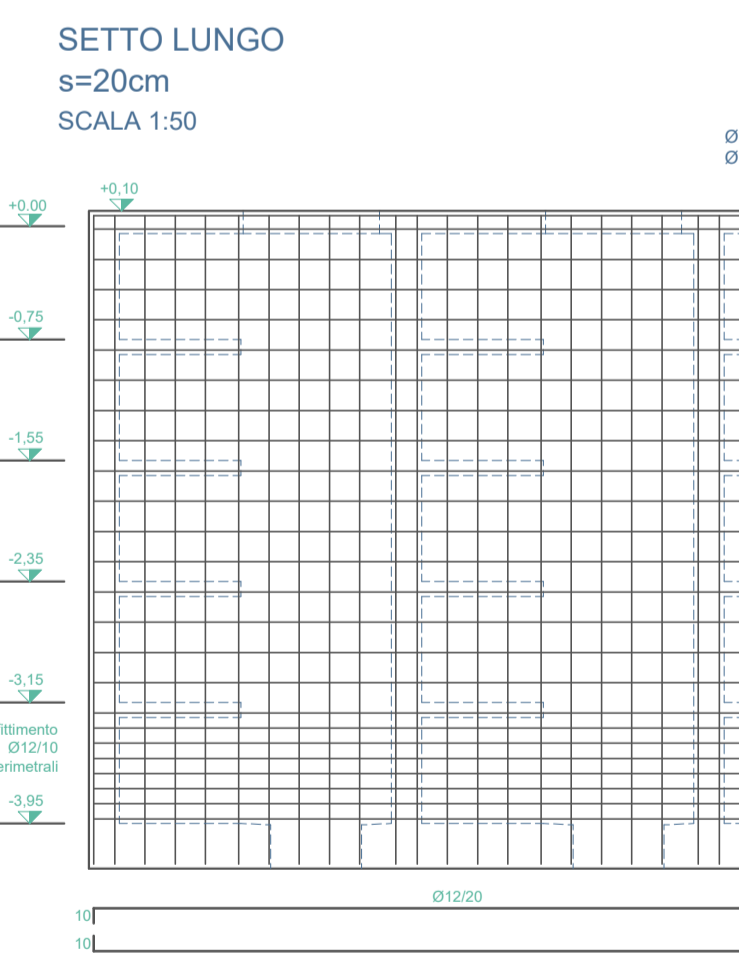 SETTO LUNGO
s=20cm
SCALA 1:50
Ø
Ø
+0,10
+0.00
-0,75
-1,55
-2,35
-3,15
Ø12/10
-3,95
Ø12/20
10
10